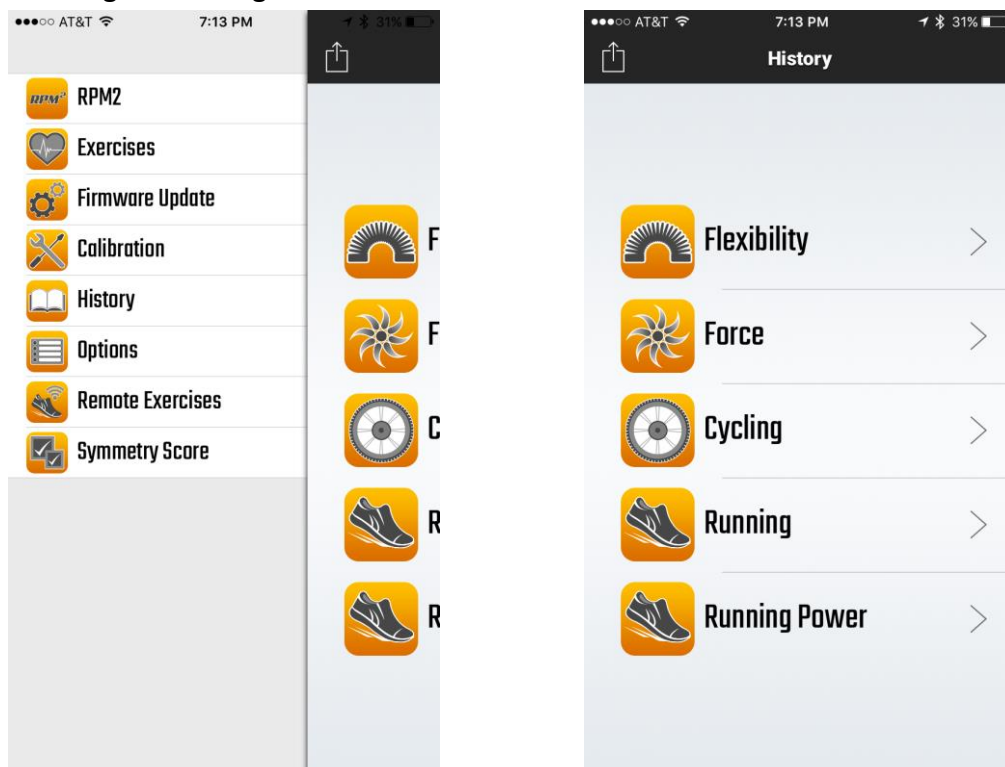 ●●●○○ AT&T 7:13 PM 31%
RPM² RPM2
Exercises
Firmware Update
Calibration
History
Options
Remote Exercises
Symmetry Score
F
F
C
R
R
●●●○○ AT&T 7:13 PM 31%
History
Flexibility
Force
Cycling
Running
Running Power